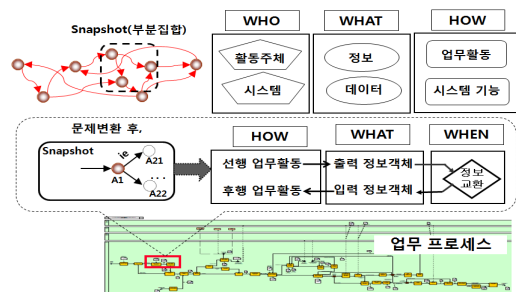 Snapshot(부분집합)
WHO
WHAT
HOW
활동주체
정보
업무활동
시스템
데이터
시스템 기능
문제변환 후,
Snapshot
ie
A21
...
A1
A22
HOW
WHAT
WHEN
선행 업무활동
출력 정보객체
후행 업무활동
입력 정보객체
정보
교환
업무 프로세스